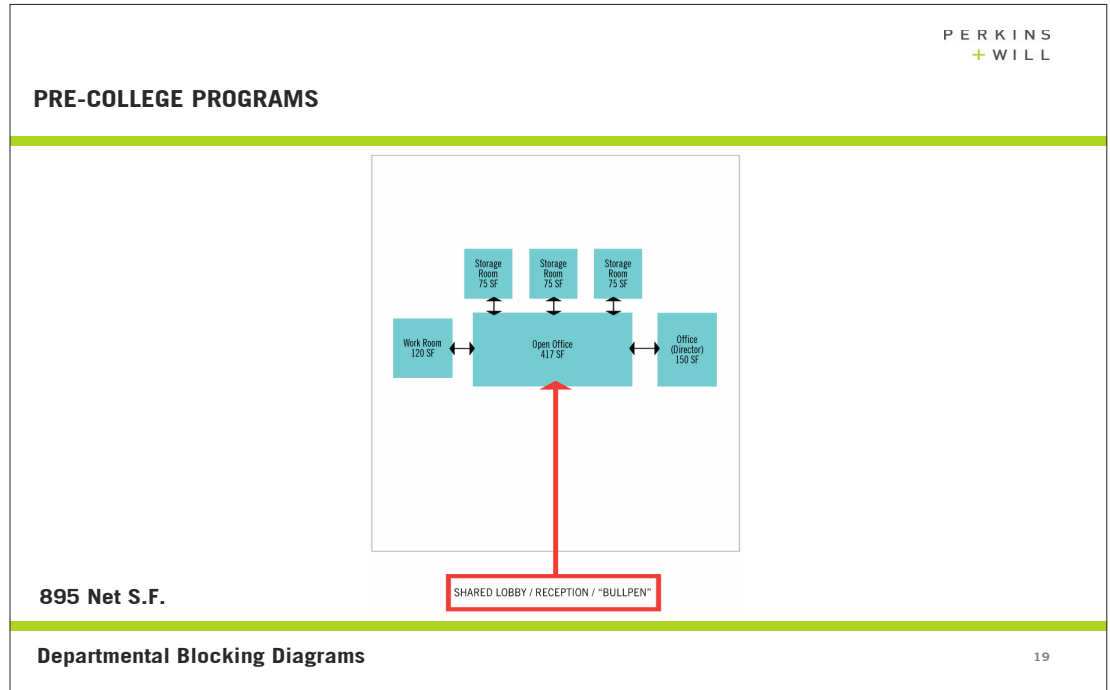 PERKINS
+ WILL
PRE-COLLEGE PROGRAMS
Storage
Room
75 SF
Storage
Room
75 SF
Storage
Room
75 SF
Work Room
120 SF
Open Office
417 SF
Office
(Director)
150 SF
895 Net S.F.
SHARED LOBBY / RECEPTION / “BULLPEN”
Departmental Blocking Diagrams
19